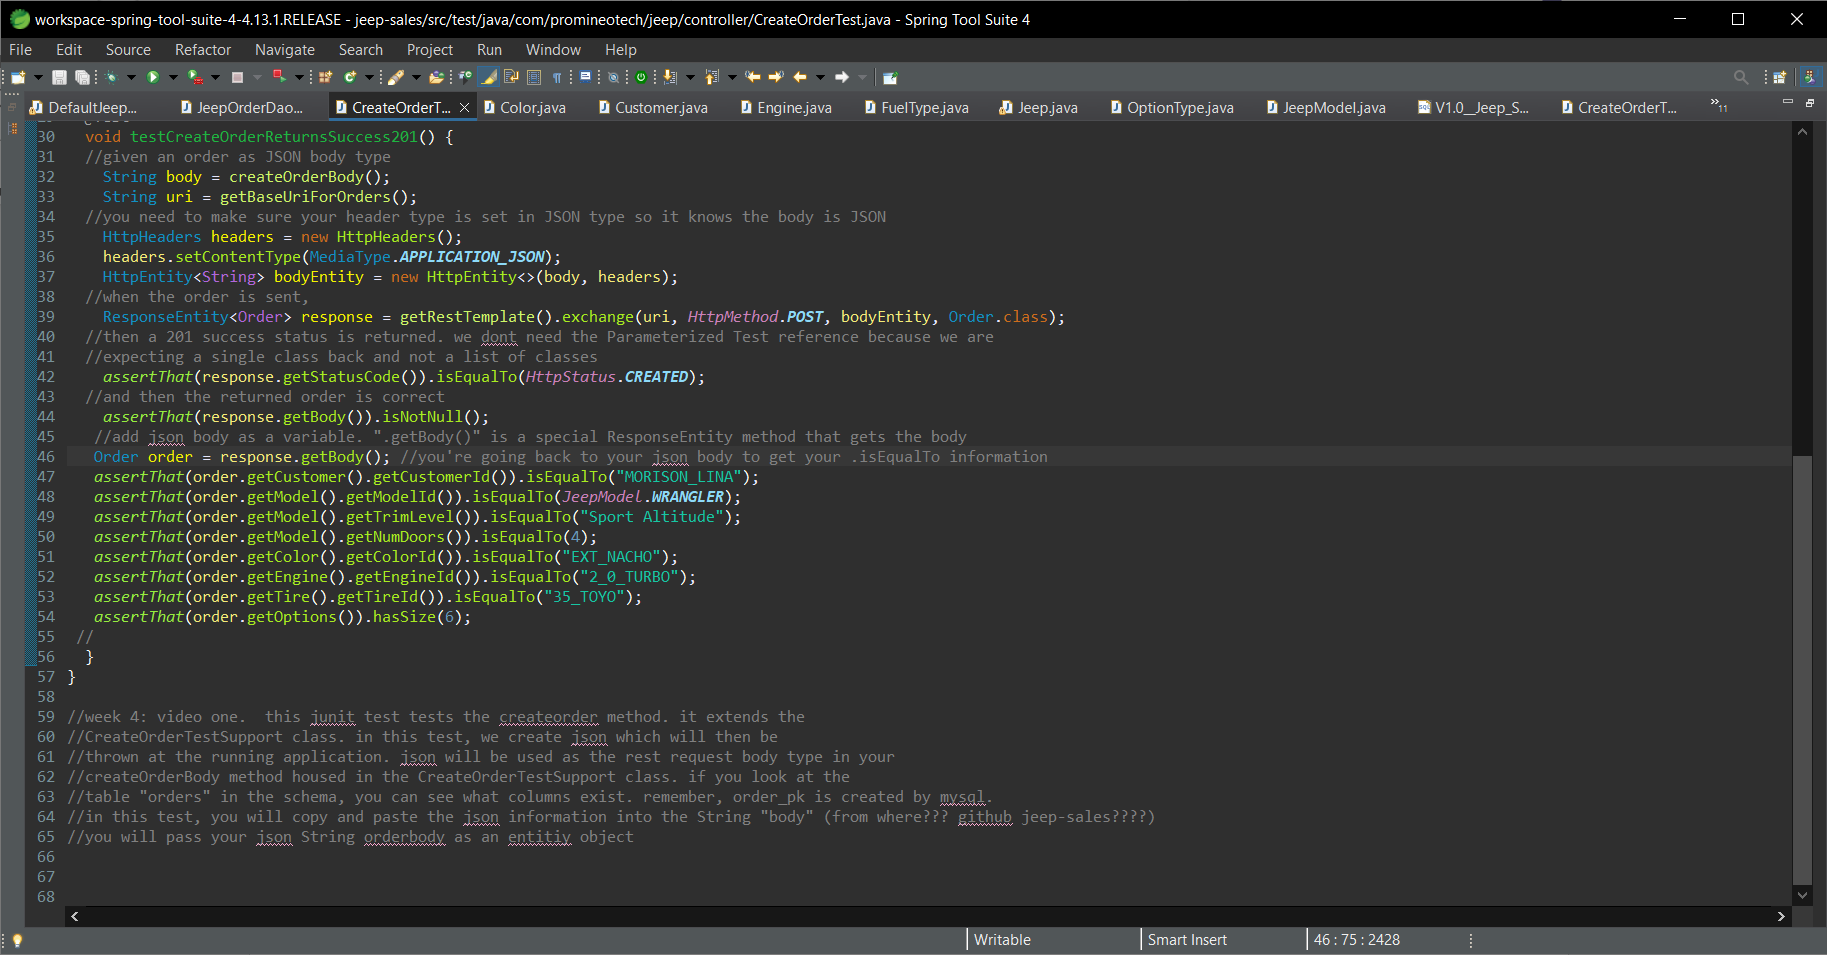 workspace-spring-tool-suite-4-4.13.1.RELEASE - jeep-sales/src/test/java/com/promineotech/jeep/controller/CreateOrderTest.java - Spring Tool Suite 4
File Edit Source Refactor Navigate Search Project Run Window Help
DefaultJeep... JeepOrderDao... CreateOrderT... Color.java Customer.java Engine.java FuelType.java Jeep.java OptionType.java JeepModel.java V1.0__Jeep_S... CreateOrderT... »11
30 void testCreateOrderReturnsSuccess201() {
31 //given an order as JSON body type
32 String body = createOrderBody();
33 String uri = getBaseUriForOrders();
34 //you need to make sure your header type is set in JSON type so it knows the body is JSON
35 HttpHeaders headers = new HttpHeaders();
36 headers.setContentType(MediaType.APPLICATION_JSON);
37 HttpEntity<String> bodyEntity = new HttpEntity<>(body, headers);
38 //when the order is sent,
39 ResponseEntity<Order> response = getRestTemplate().exchange(uri, HttpMethod.POST, bodyEntity, Order.class);
40 //then a 201 success status is returned. we dont need the Parameterized Test reference because we are
41 //expecting a single class back and not a list of classes
42 assertThat(response.getStatusCode()).isEqualTo(HttpStatus.CREATED);
43 //and then the returned order is correct
44 assertThat(response.getBody()).isNotNull();
45 //add json body as a variable. ".getBody()" is a special ResponseEntity method that gets the body
46 Order order = response.getBody(); //you're going back to your json body to get your .isEqualTo information
47 assertThat(order.getCustomer().getCustomerId()).isEqualTo("MORISON_LINA");
48 assertThat(order.getModel().getModelId()).isEqualTo(JeepModel.WRANGLER);
49 assertThat(order.getModel().getTrimLevel()).isEqualTo("Sport Altitude");
50 assertThat(order.getModel().getNumDoors()).isEqualTo(4);
51 assertThat(order.getColor().getColorId()).isEqualTo("EXT_NACHO");
52 assertThat(order.getEngine().getEngineId()).isEqualTo("2_0_TURBO");
53 assertThat(order.getTire().getTireId()).isEqualTo("35_TOYO");
54 assertThat(order.getOptions()).hasSize(6);
55 //
56 }
57 }
58
59 //week 4: video one.  this junit test tests the createorder method. it extends the
60 //CreateOrderTestSupport class. in this test, we create json which will then be
61 //thrown at the running application. json will be used as the rest request body type in your
62 //createOrderBody method housed in the CreateOrderTestSupport class. if you look at the
63 //table "orders" in the schema, you can see what columns exist. remember, order_pk is created by mysql.
64 //in this test, you will copy and paste the json information into the String "body" (from where??? github jeep-sales????)
65 //you will pass your json String orderbody as an entitiy object
66
67
68
Writable Smart Insert 46 : 75 : 2428